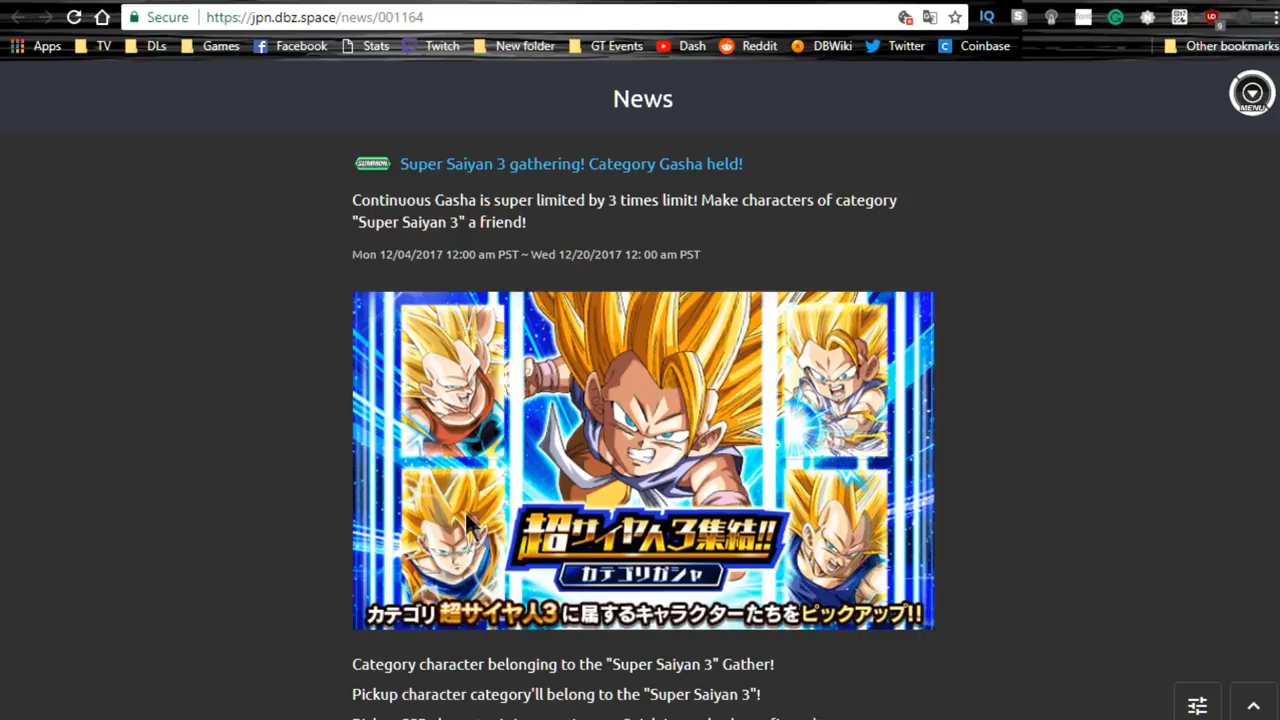 Secure https://jpn.dbz.space/news/001164
Apps TV DLs Games Facebook Stats Twitch New folder GT Events Dash Reddit DBWiki Twitter Coinbase Other bookmarks
News
MENU
SUMMON Super Saiyan 3 gathering! Category Gasha held!
Continuous Gasha is super limited by 3 times limit! Make characters of category
"Super Saiyan 3" a friend!
Mon 12/04/2017 12:00 am PST ~ Wed 12/20/2017 12: 00 am PST
超サイヤ人3集結!!
カテゴリガシャ
カテゴリ超サイヤ人3に属するキャラクターたちをピックアップ!!
Category character belonging to the "Super Saiyan 3" Gather!
Pickup character category'll belong to the "Super Saiyan 3"!